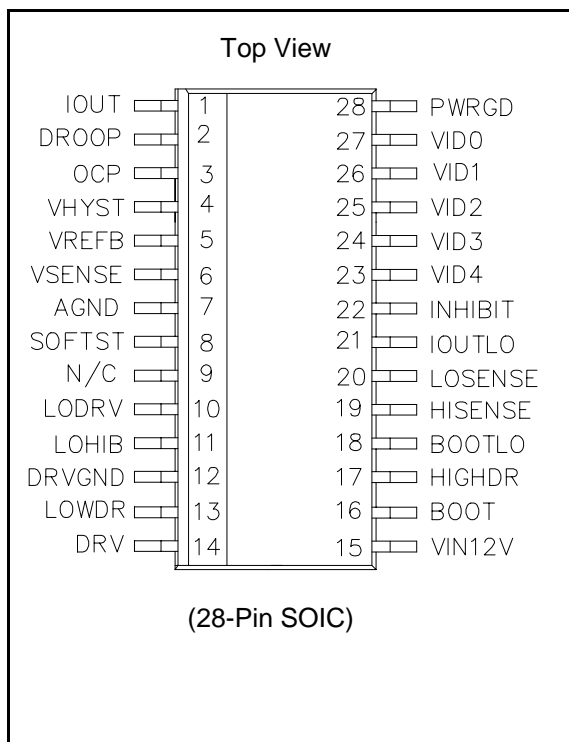 Top View
IOUT 1 28 PWRGD
DROOP 2 27 VID0
OCP 3 26 VID1
VHYST 4 25 VID2
VREFB 5 24 VID3
VSENSE 6 23 VID4
AGND 7 22 INHIBIT
SOFTST 8 21 IOUTLO
N/C 9 20 LOSENSE
LODRV 10 19 HISENSE
LOHIB 11 18 BOOTLO
DRVGND 12 17 HIGHDR
LOWDR 13 16 BOOT
DRV 14 15 VIN12V
(28-Pin SOIC)